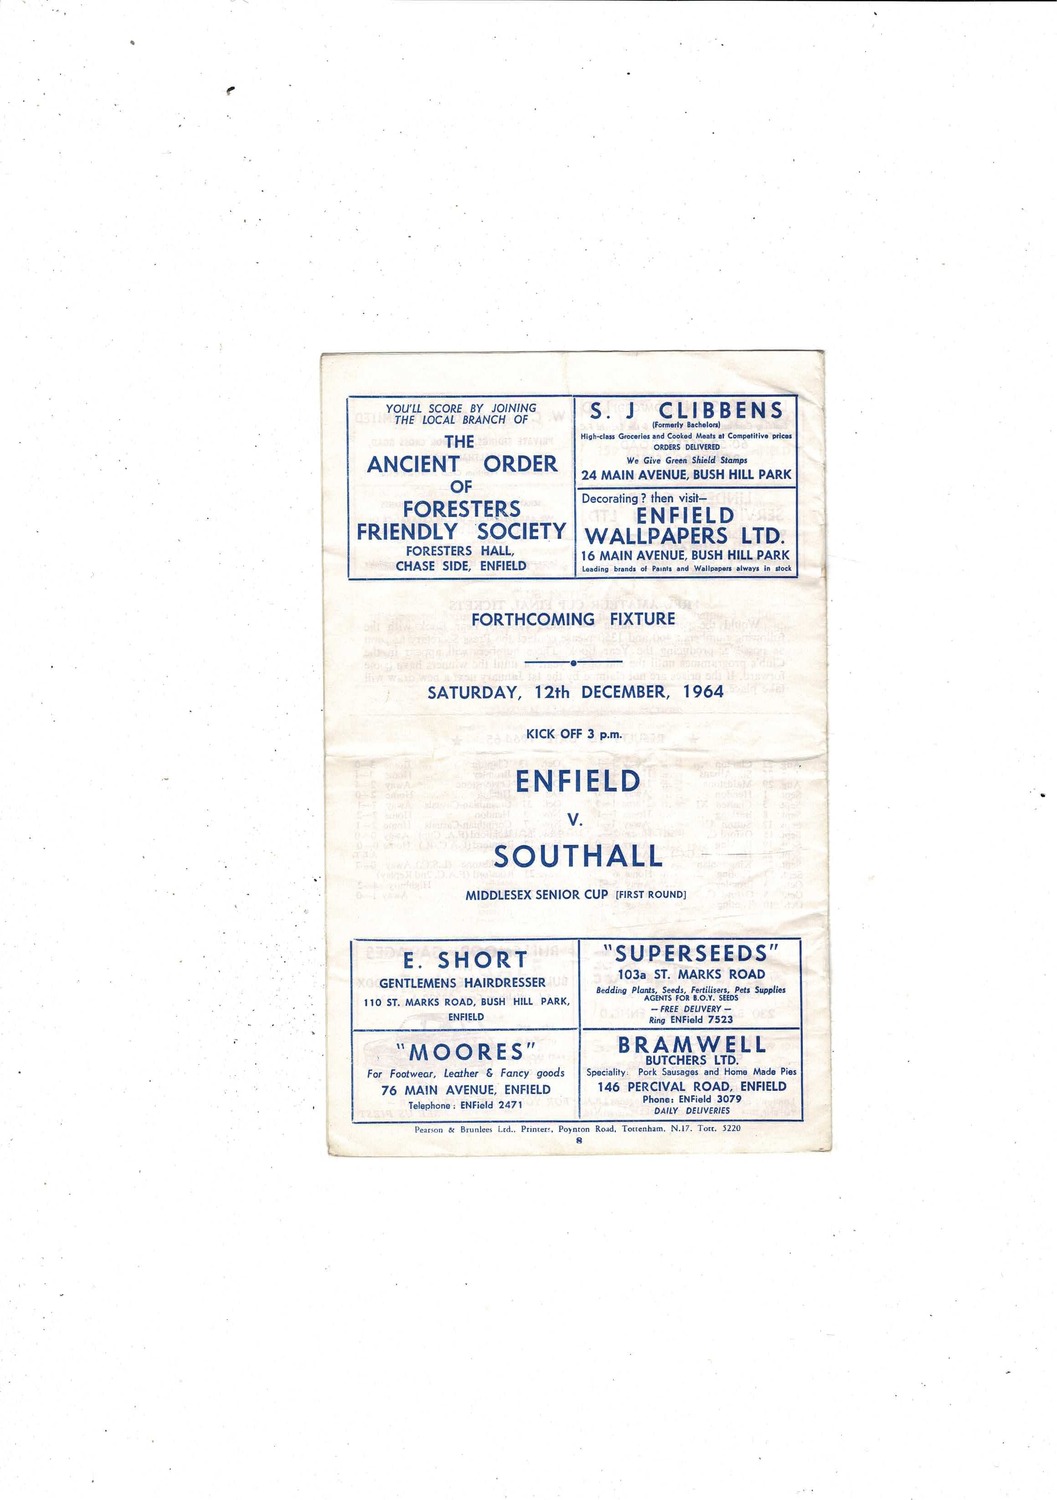 YOU'LL SCORE BY JOINING
THE LOCAL BRANCH OF
THE
ANCIENT ORDER
OF
FORESTERS
FRIENDLY SOCIETY
FORESTERS HALL,
CHASE SIDE, ENFIELD
S. J CLIBBENS
(Formerly Bachelors)
High-class Groceries and Cooked Meats at Competitive prices
ORDERS DELIVERED
We Give Green Shield Stamps
24 MAIN AVENUE, BUSH HILL PARK
Decorating? then visit—
ENFIELD
WALLPAPERS LTD.
16 MAIN AVENUE, BUSH HILL PARK
Leading brands of Paints and Wallpapers always in stock
FORTHCOMING FIXTURE
SATURDAY, 12th DECEMBER, 1964
KICK OFF 3 p.m.
ENFIELD
V.
SOUTHALL
MIDDLESEX SENIOR CUP [FIRST ROUND]
E. SHORT
GENTLEMENS HAIRDRESSER
110 ST. MARKS ROAD, BUSH HILL PARK,
ENFIELD
"SUPERSEEDS"
103a ST. MARKS ROAD
Bedding Plants, Seeds, Fertilisers, Pets Supplies
AGENTS FOR B.O.Y. SEEDS
— FREE DELIVERY —
Ring ENField 7523
"MOORES"
For Footwear, Leather & Fancy goods
76 MAIN AVENUE, ENFIELD
Telephone: ENField 2471
BRAMWELL
BUTCHERS LTD.
Speciality: Pork Sausages and Home Made Pies
146 PERCIVAL ROAD, ENFIELD
Phone: ENField 3079
DAILY DELIVERIES
Pearson & Brunlees Ltd., Printers, Poynton Road, Tottenham, N.17. Tott. 5220
8